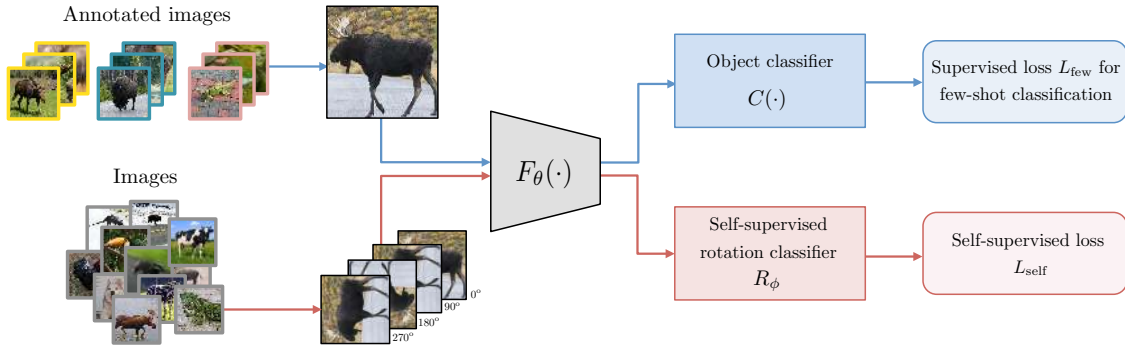 Annotated images
Images
0°
90°
180°
270°
F_θ(·)
Object classifier
C(·)
Supervised loss L_few for
few-shot classification
Self-supervised
rotation classifier
R_ϕ
Self-supervised loss
L_self